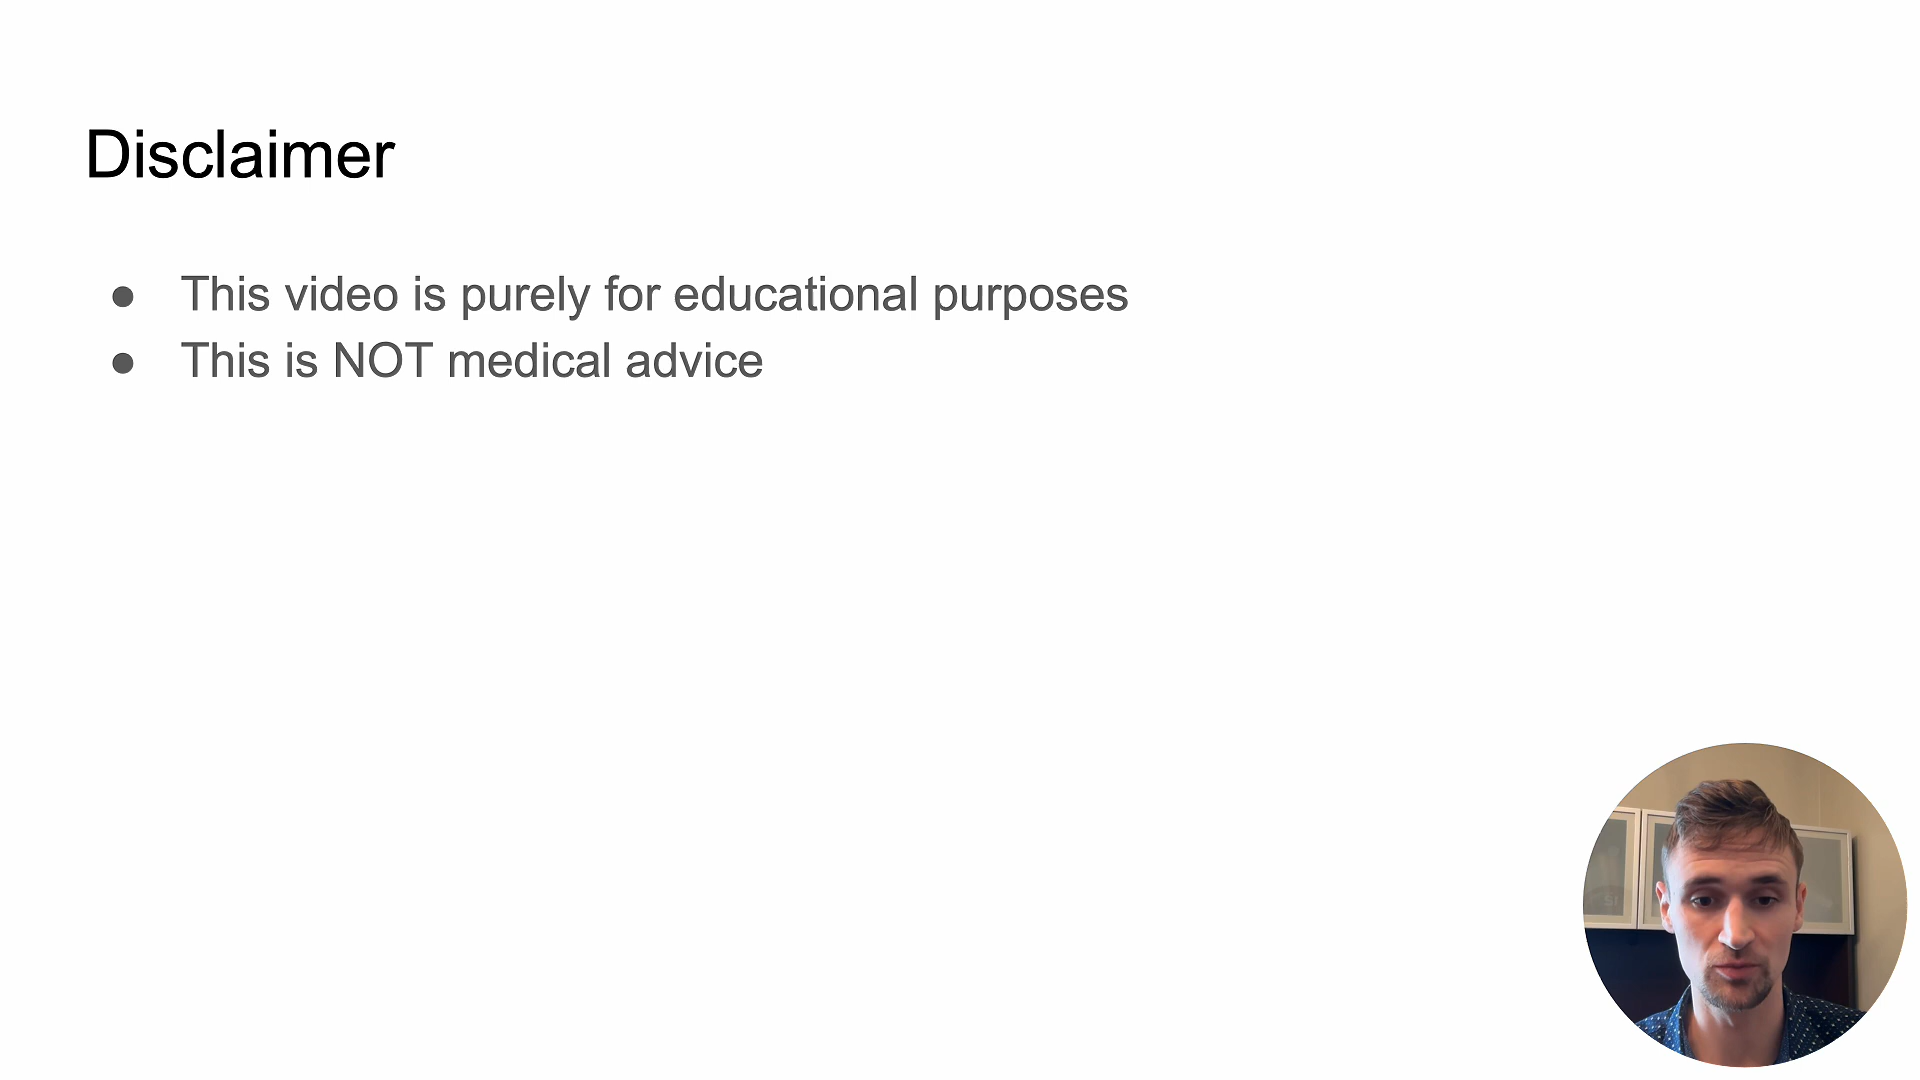 Disclaimer
● This video is purely for educational purposes
● This is NOT medical advice